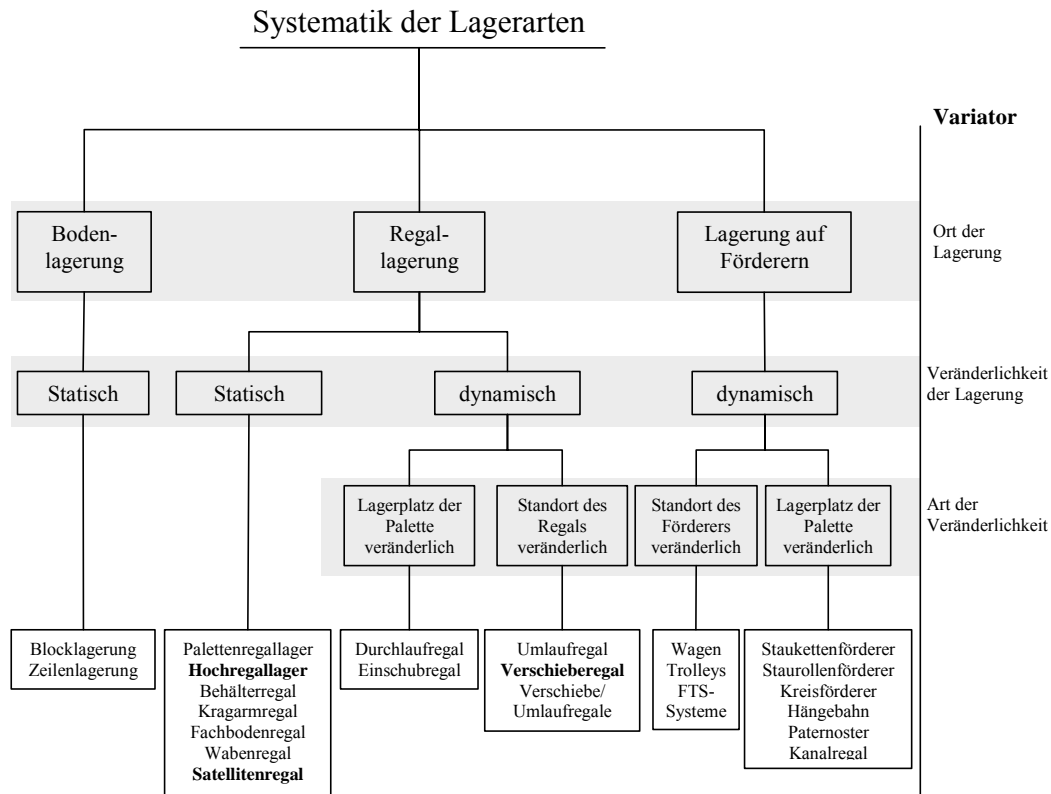 Systematik der Lagerarten
Variator
Boden-
lagerung
Regal-
lagerung
Lagerung auf
Förderern
Ort der
Lagerung
Statisch
Statisch
dynamisch
dynamisch
Veränderlichkeit
der Lagerung
Lagerplatz der
Palette
veränderlich
Standort des
Regals
veränderlich
Standort des
Förderers
veränderlich
Lagerplatz der
Palette
veränderlich
Art der
Veränderlichkeit
Blocklagerung
Zeilenlagerung
Palettenregallager
Hochregallager
Behälterregal
Kragarmregal
Fachbodenregal
Wabenregal
Satellitenregal
Durchlaufregal
Einschubregal
Umlaufregal
Verschieberegal
Verschiebe/
Umlaufregale
Wagen
Trolleys
FTS-
Systeme
Staukettenförderer
Staurollenförderer
Kreisförderer
Hängebahn
Paternoster
Kanalregal